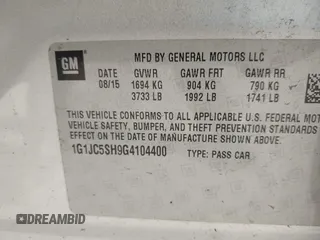 GM
MFD BY GENERAL MOTORS LLC
DATE GVWR GAWR FRT GAWR RR
08/15 1694 KG 904 KG 790 KG
3733 LB 1992 LB 1741 LB
THIS VEHICLE CONFORMS TO ALL APPLICABLE U.S. FEDERAL MOTOR
VEHICLE SAFETY, BUMPER, AND THEFT PREVENTION STANDARDS IN
EFFECT ON THE DATE OF MANUFACTURE SHOWN ABOVE.
1G1JC5SH9G4104400 TYPE: PASS CAR
DREAMBID